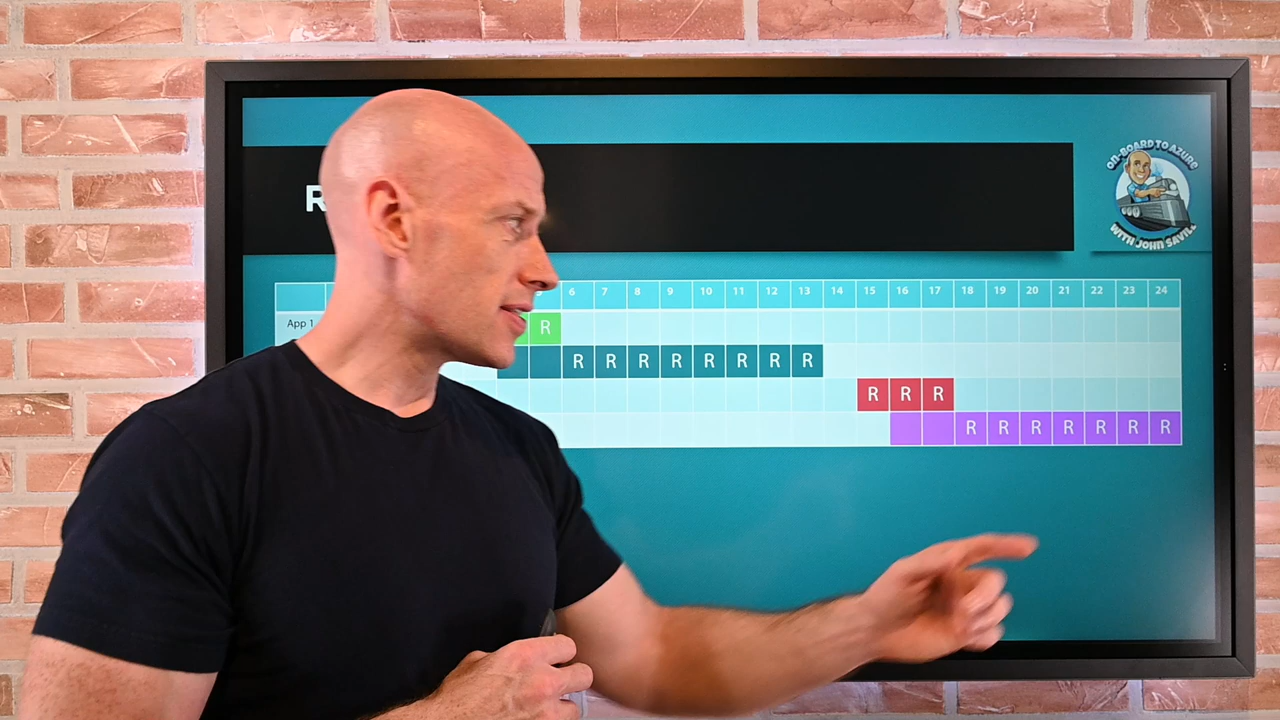 ON-BOARD TO AZURE
WITH JOHN SAVILL
R
6 7 8 9 10 11 12 13 14 15 16 17 18 19 20 21 22 23 24
App 1 R
R R R R R R R R
R R R
R R R R R R R